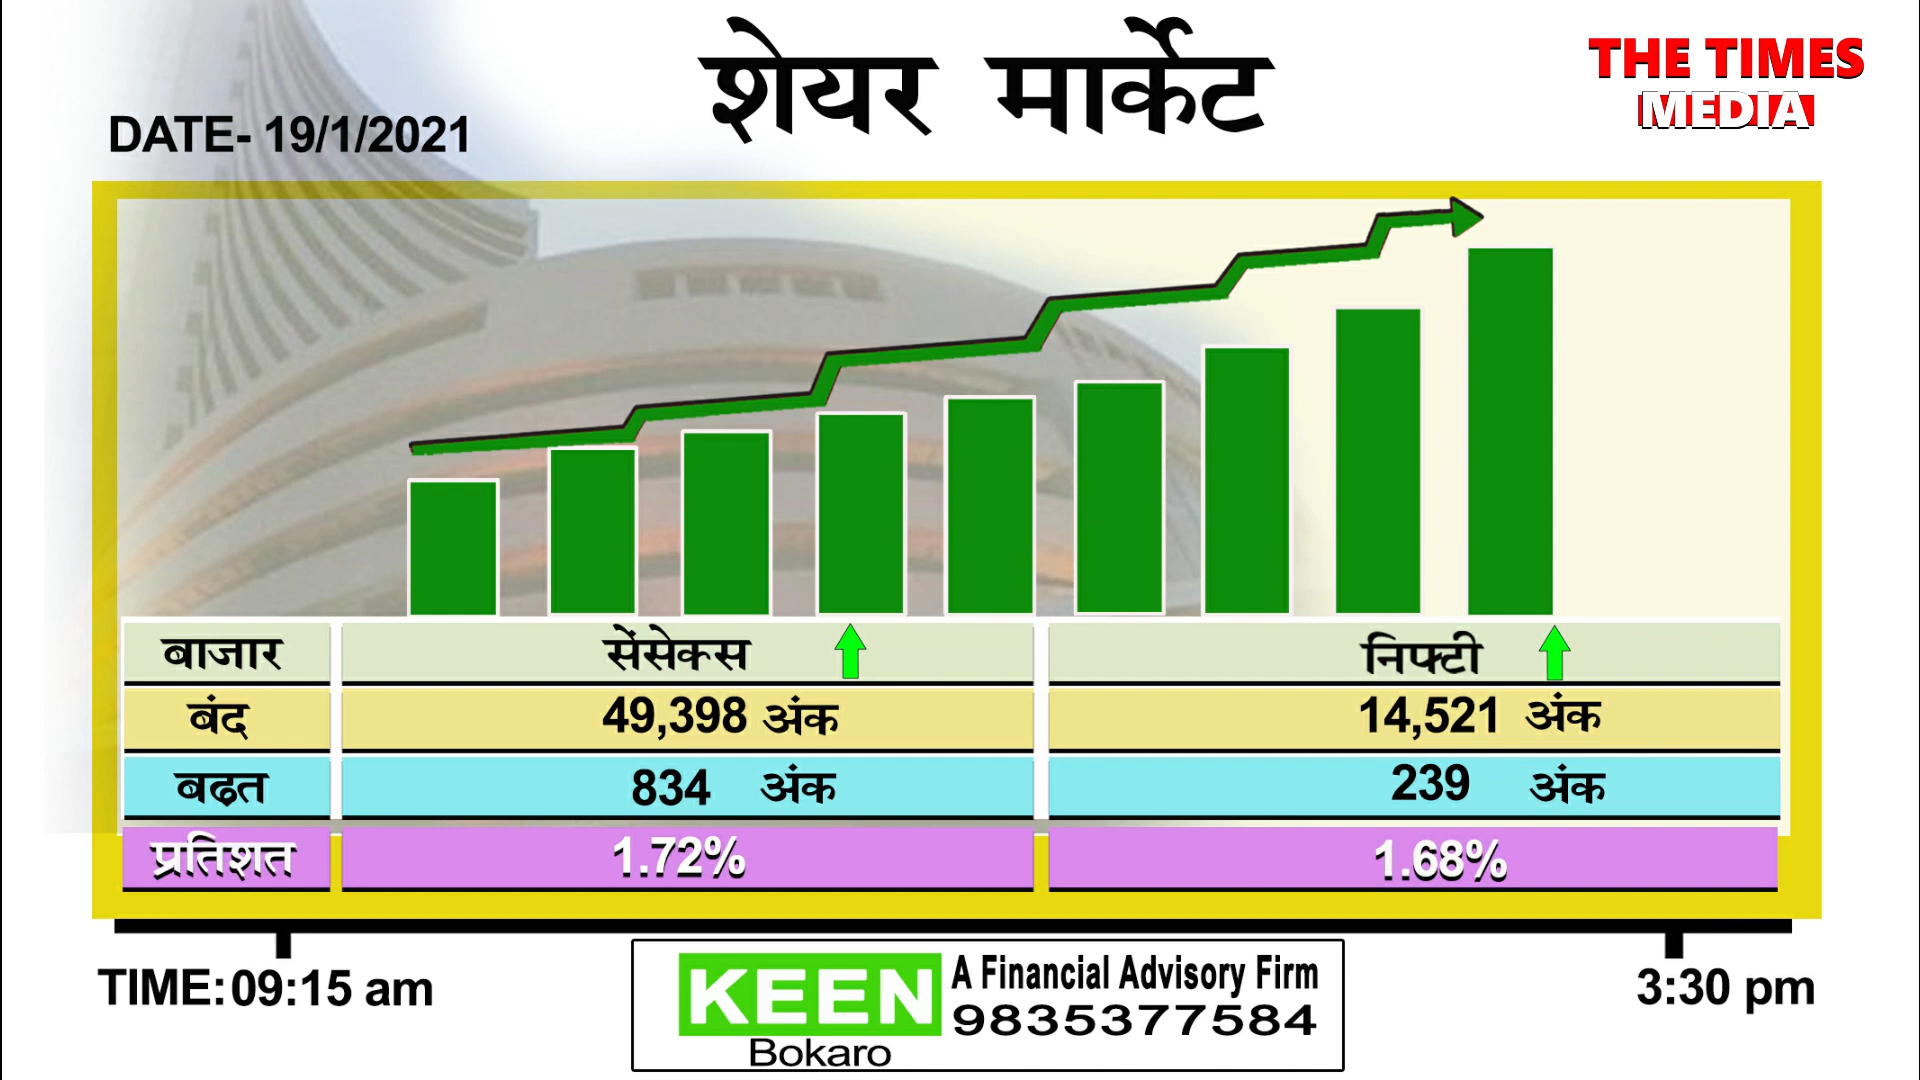 शेयर मार्केट
THE TIMES
MEDIA
DATE- 19/1/2021
बाजार सेंसेक्स निफ्टी
बंद 49,398 अंक 14,521 अंक
बढ़त 834 अंक 239 अंक
प्रतिशत 1.72% 1.68%
TIME: 09:15 am 3:30 pm
KEEN A Financial Advisory Firm
9835377584
Bokaro